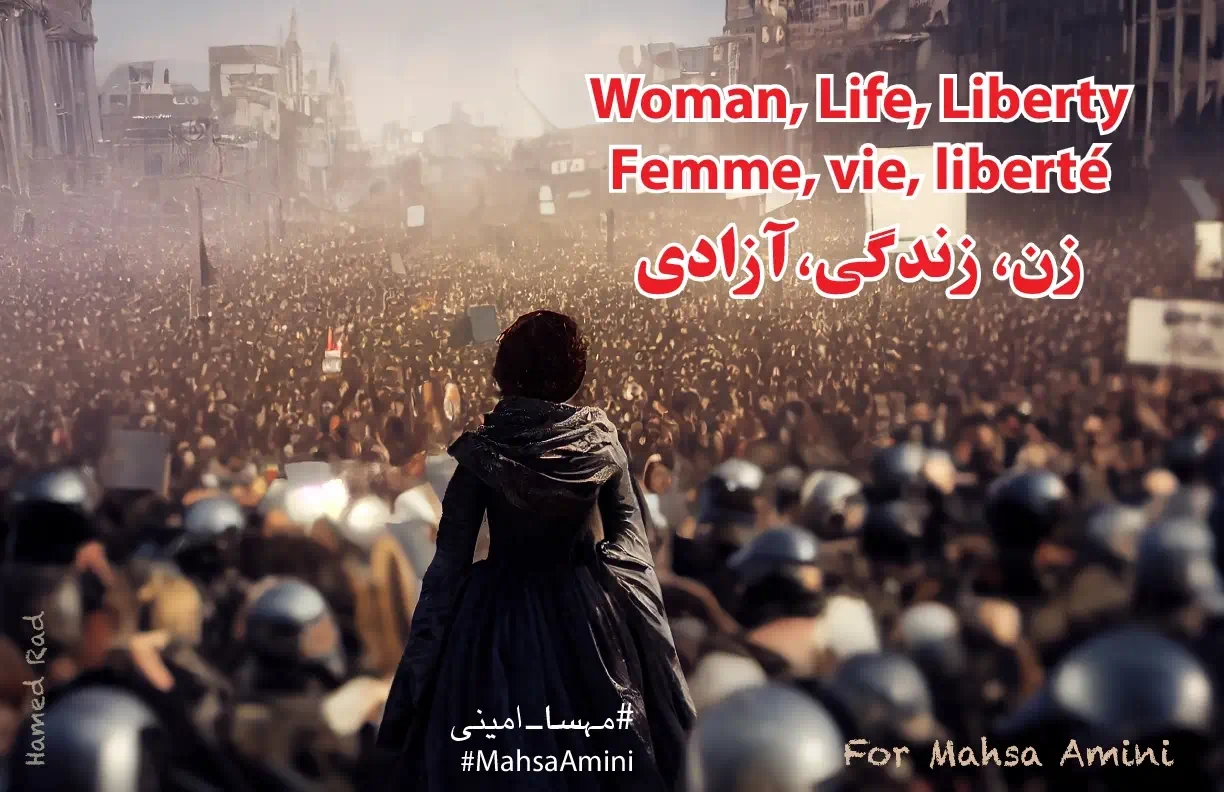 Woman, Life, Liberty
Femme, vie, liberté
زن، زندگی، آزادی
#مهسا_امینی
#MahsaAmini
For Mahsa Amini
Hamed Rad